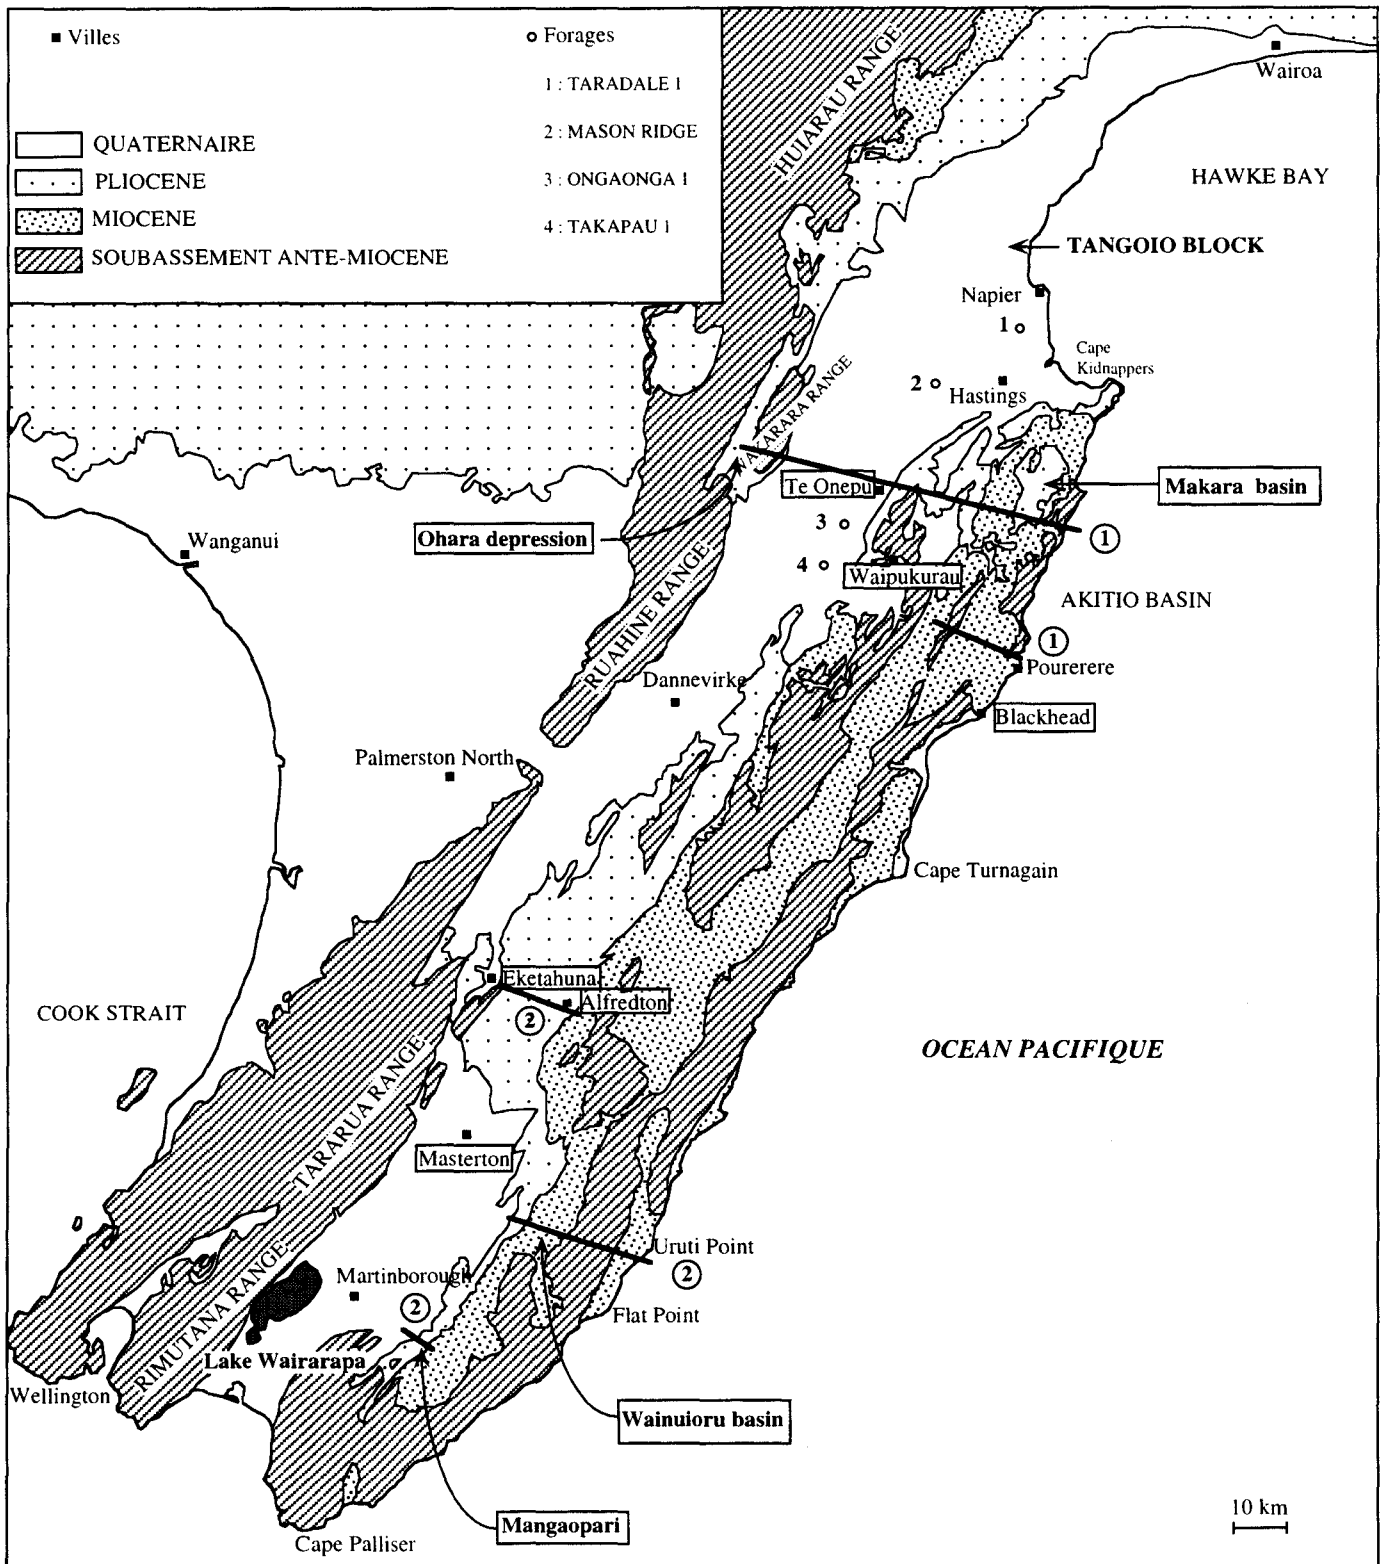 Villes
Forages
1 : TARADALE 1
2 : MASON RIDGE
3 : ONGAONGA 1
4 : TAKAPAU 1
QUATERNAIRE
PLIOCENE
MIOCENE
SOUBASSEMENT ANTE-MIOCENE
HUIARAU RANGE
Wairoa
HAWKE BAY
TANGOIO BLOCK
Napier
1
Cape
Kidnappers
2
Hastings
WAKARARA RANGE
Te Onepu
Makara basin
3
Ohara depression
1
Wanganui
4
Waipukurau
RUAHINE RANGE
AKITIO BASIN
1
Pourerere
Dannevirke
Blackhead
Palmerston North
Cape Turnagain
Eketahuna
Alfredton
2
COOK STRAIT
OCEAN PACIFIQUE
TARARUA RANGE
Masterton
Uruti Point
2
Martinborough
2
Flat Point
RIMUTANA RANGE
Lake Wairarapa
Wellington
Wainuioru basin
Mangaopari
Cape Palliser
10 km